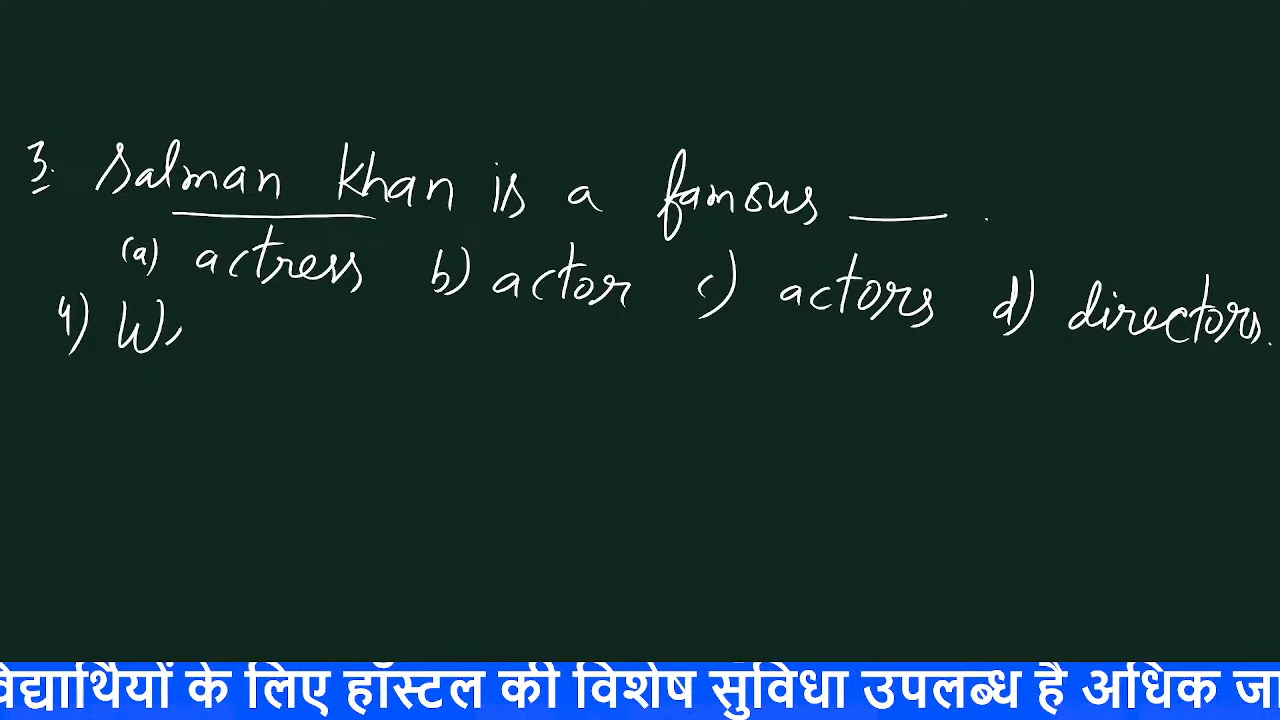 3. Salman Khan is a famous ___ .
(a) actress b) actor c) actors d) directors.
4) W
विद्यार्थियों के लिए हॉस्टल की विशेष सुविधा उपलब्ध है अधिक जा